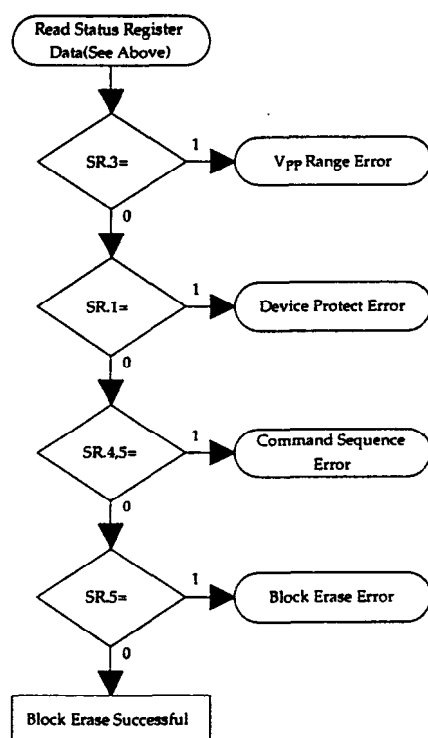 Read Status Register
Data(See Above)
SR.3=
1
VPP Range Error
0
SR.1=
1
Device Protect Error
0
SR.4,5=
1
Command Sequence
Error
0
SR.5=
1
Block Erase Error
0
Block Erase Successful